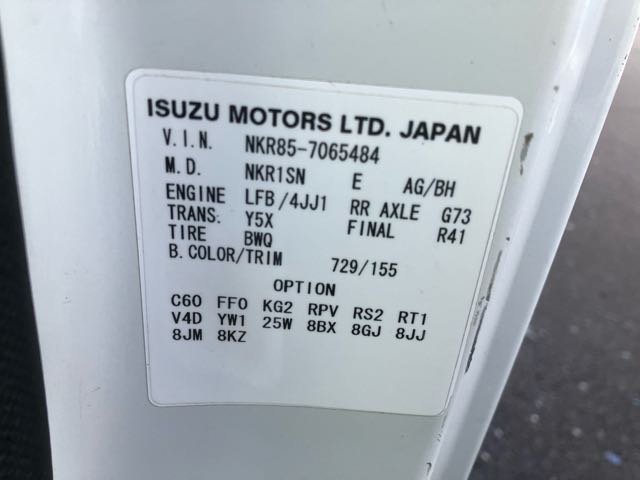 ISUZU MOTORS LTD. JAPAN
V.I.N. NKR85-7065484
M.D. NKR1SN E AG/BH
ENGINE LFB/4JJ1 RR AXLE G73
TRANS. Y5X FINAL R41
TIRE BWQ
B.COLOR/TRIM 729/155
OPTION
C60 FF0 KG2 RPV RS2 RT1
V4D YW1 25W 8BX 8GJ 8JJ
8JM 8KZ